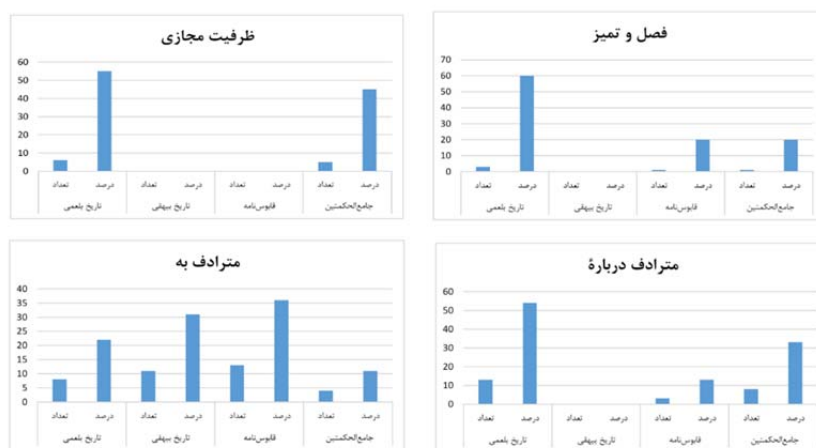 فصل و تمیز
70
60
50
40
30
20
10
0
تعداد درصد تعداد درصد تعداد درصد تعداد درصد
تاریخ بلعمی تاریخ بیهقی قابوس‌نامه جامع‌الحکمتین
ظرفیت مجازی
60
50
40
30
20
10
0
تعداد درصد تعداد درصد تعداد درصد تعداد درصد
تاریخ بلعمی تاریخ بیهقی قابوس‌نامه جامع‌الحکمتین
مترادف دربارهٔ
60
50
40
30
20
10
0
تعداد درصد تعداد درصد تعداد درصد تعداد درصد
تاریخ بلعمی تاریخ بیهقی قابوس‌نامه جامع‌الحکمتین
مترادف به
40
35
30
25
20
15
10
5
0
تعداد درصد تعداد درصد تعداد درصد تعداد درصد
تاریخ بلعمی تاریخ بیهقی قابوس‌نامه جامع‌الحکمتین